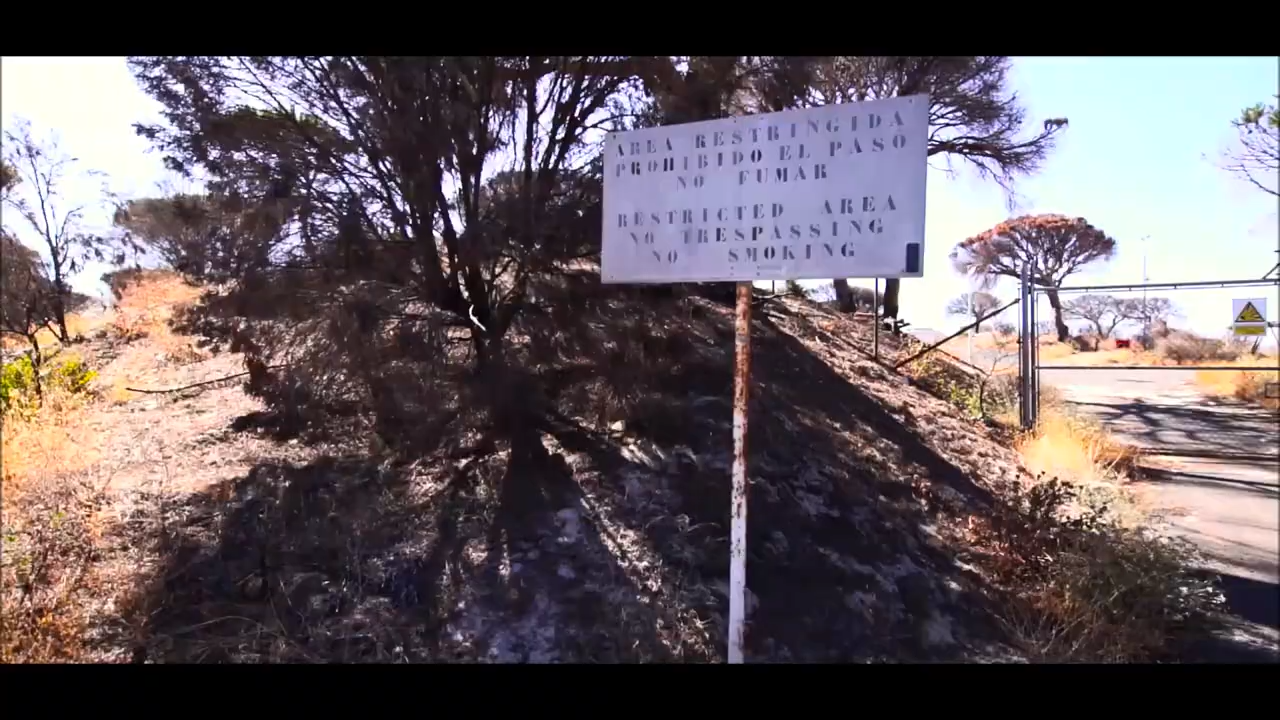 AREA RESTRINGIDA
PROHIBIDO EL PASO
NO FUMAR
RESTRICTED AREA
NO TRESPASSING
NO SMOKING